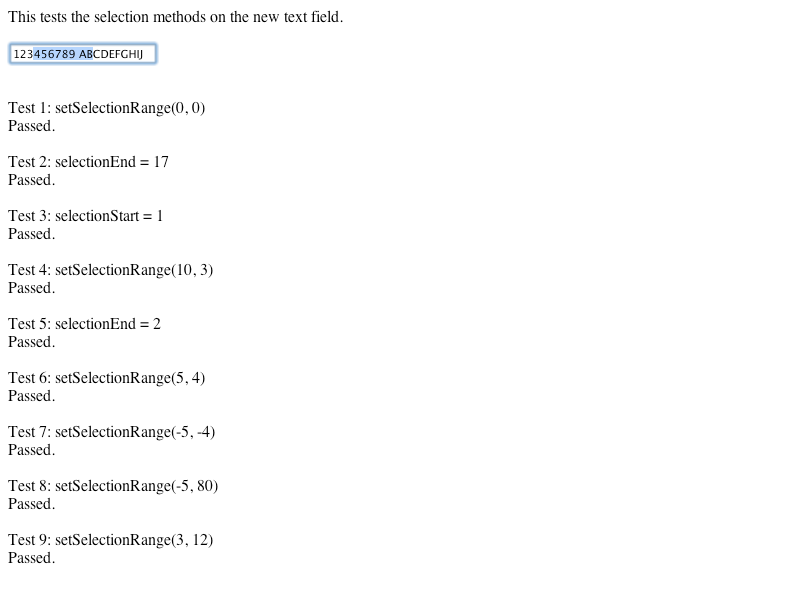 This tests the selection methods on the new text field.
123456789 ABCDEFGHIJ
Test 1: setSelectionRange(0, 0)
Passed.
Test 2: selectionEnd = 17
Passed.
Test 3: selectionStart = 1
Passed.
Test 4: setSelectionRange(10, 3)
Passed.
Test 5: selectionEnd = 2
Passed.
Test 6: setSelectionRange(5, 4)
Passed.
Test 7: setSelectionRange(-5, -4)
Passed.
Test 8: setSelectionRange(-5, 80)
Passed.
Test 9: setSelectionRange(3, 12)
Passed.